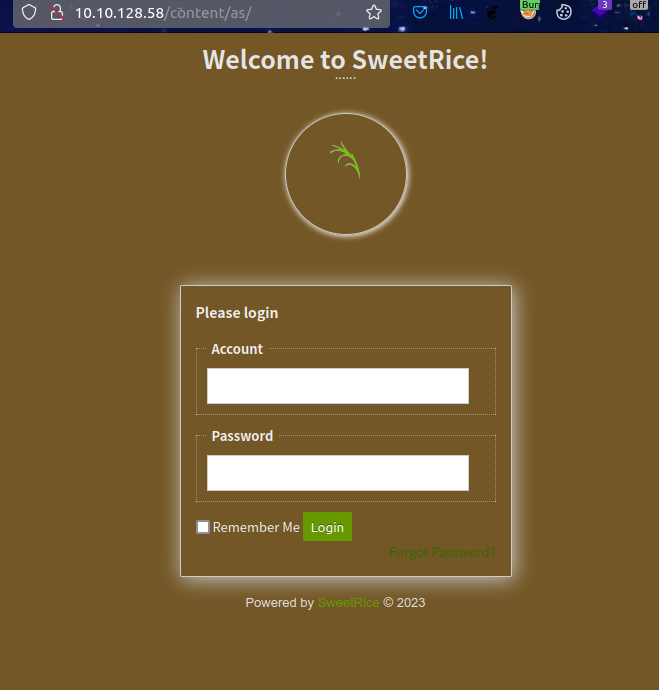 10.10.128.58/content/as/
Bur 3 off
Welcome to SweetRice!
······
Please login
Account
Password
Remember Me Login
Forgot Password?
Powered by SweetRice © 2023